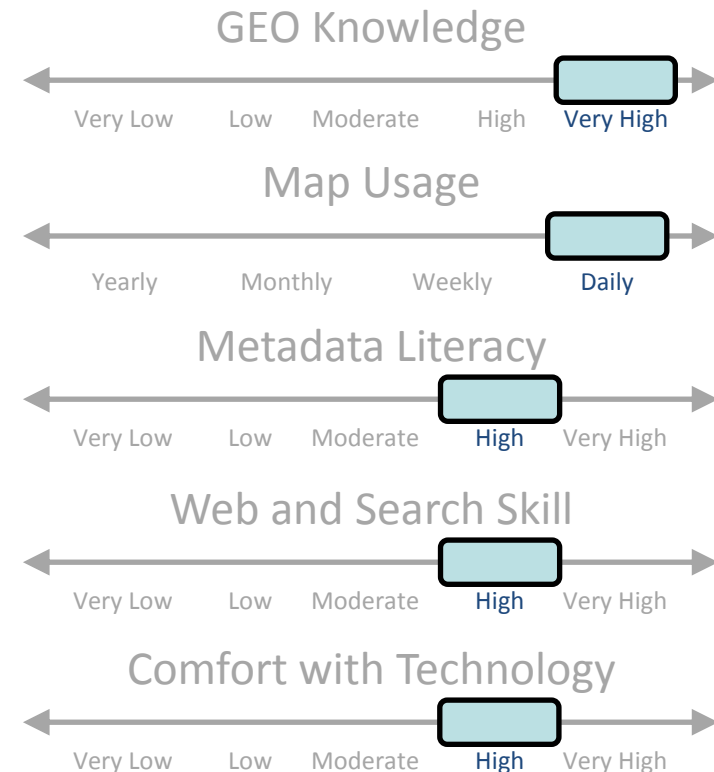 GEO Knowledge
Very Low Low Moderate High Very High
Map Usage
Yearly Monthly Weekly Daily
Metadata Literacy
Very Low Low Moderate High Very High
Web and Search Skill
Very Low Low Moderate High Very High
Comfort with Technology
Very Low Low Moderate High Very High